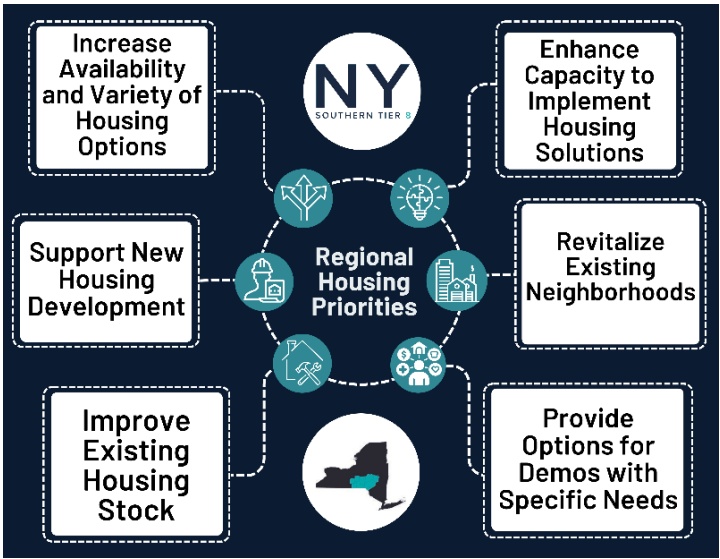 Increase
Availability
and Variety of
Housing
Options
NY
SOUTHERN TIER 8
Enhance
Capacity to
Implement
Housing
Solutions
Support New
Housing
Development
Regional
Housing
Priorities
Revitalize
Existing
Neighborhoods
Improve
Existing
Housing
Stock
Provide
Options for
Demos with
Specific Needs